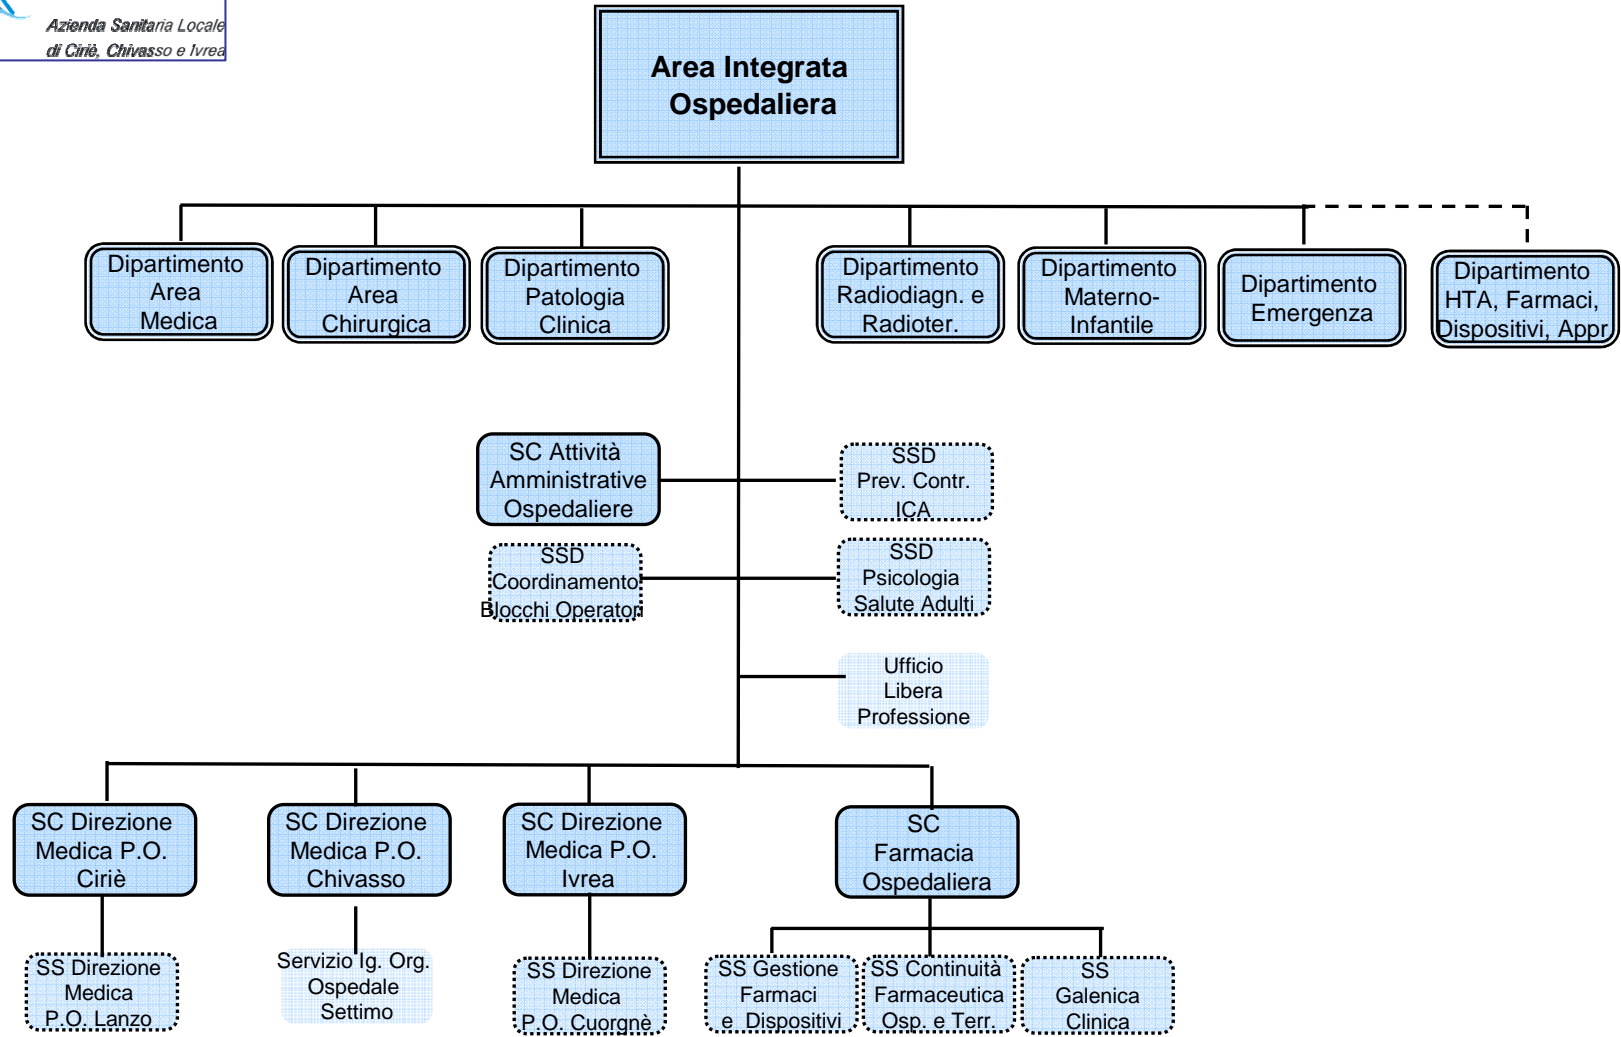 Azienda Sanitaria Locale
di Ciriè, Chivasso e Ivrea
Area Integrata
Ospedaliera
Dipartimento
Area
Medica
Dipartimento
Area
Chirurgica
Dipartimento
Patologia
Clinica
Dipartimento
Radiodiagn. e
Radioter.
Dipartimento
Materno-
Infantile
Dipartimento
Emergenza
Dipartimento
HTA, Farmaci,
Dispositivi, Appr.
SC Attività
Amministrative
Ospedaliere
SSD
Prev. Contr.
ICA
SSD
Coordinamento
Blocchi Operatori
SSD
Psicologia
Salute Adulti
Ufficio
Libera
Professione
SC Direzione
Medica P.O.
Ciriè
SC Direzione
Medica P.O.
Chivasso
SC Direzione
Medica P.O.
Ivrea
SC
Farmacia
Ospedaliera
SS Direzione
Medica
P.O. Lanzo
Servizio Ig. Org.
Ospedale
Settimo
SS Direzione
Medica
P.O. Cuorgnè
SS Gestione
Farmaci
e Dispositivi
SS Continuità
Farmaceutica
Osp. e Terr.
SS
Galenica
Clinica